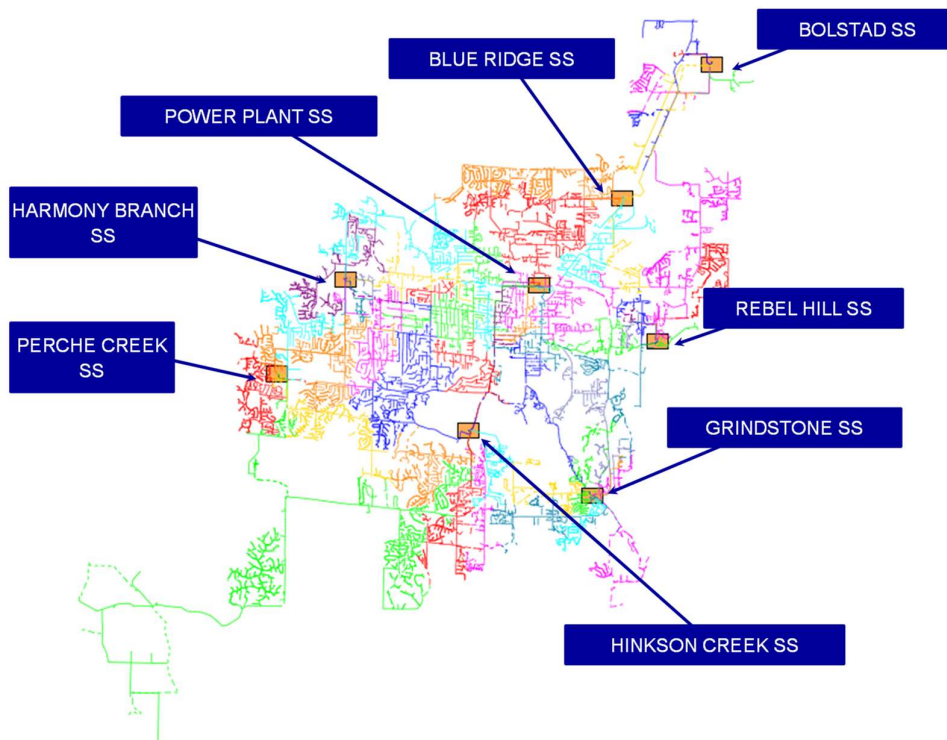 BOLSTAD SS
BLUE RIDGE SS
POWER PLANT SS
HARMONY BRANCH
SS
REBEL HILL SS
PERCHE CREEK
SS
GRINDSTONE SS
HINKSON CREEK SS